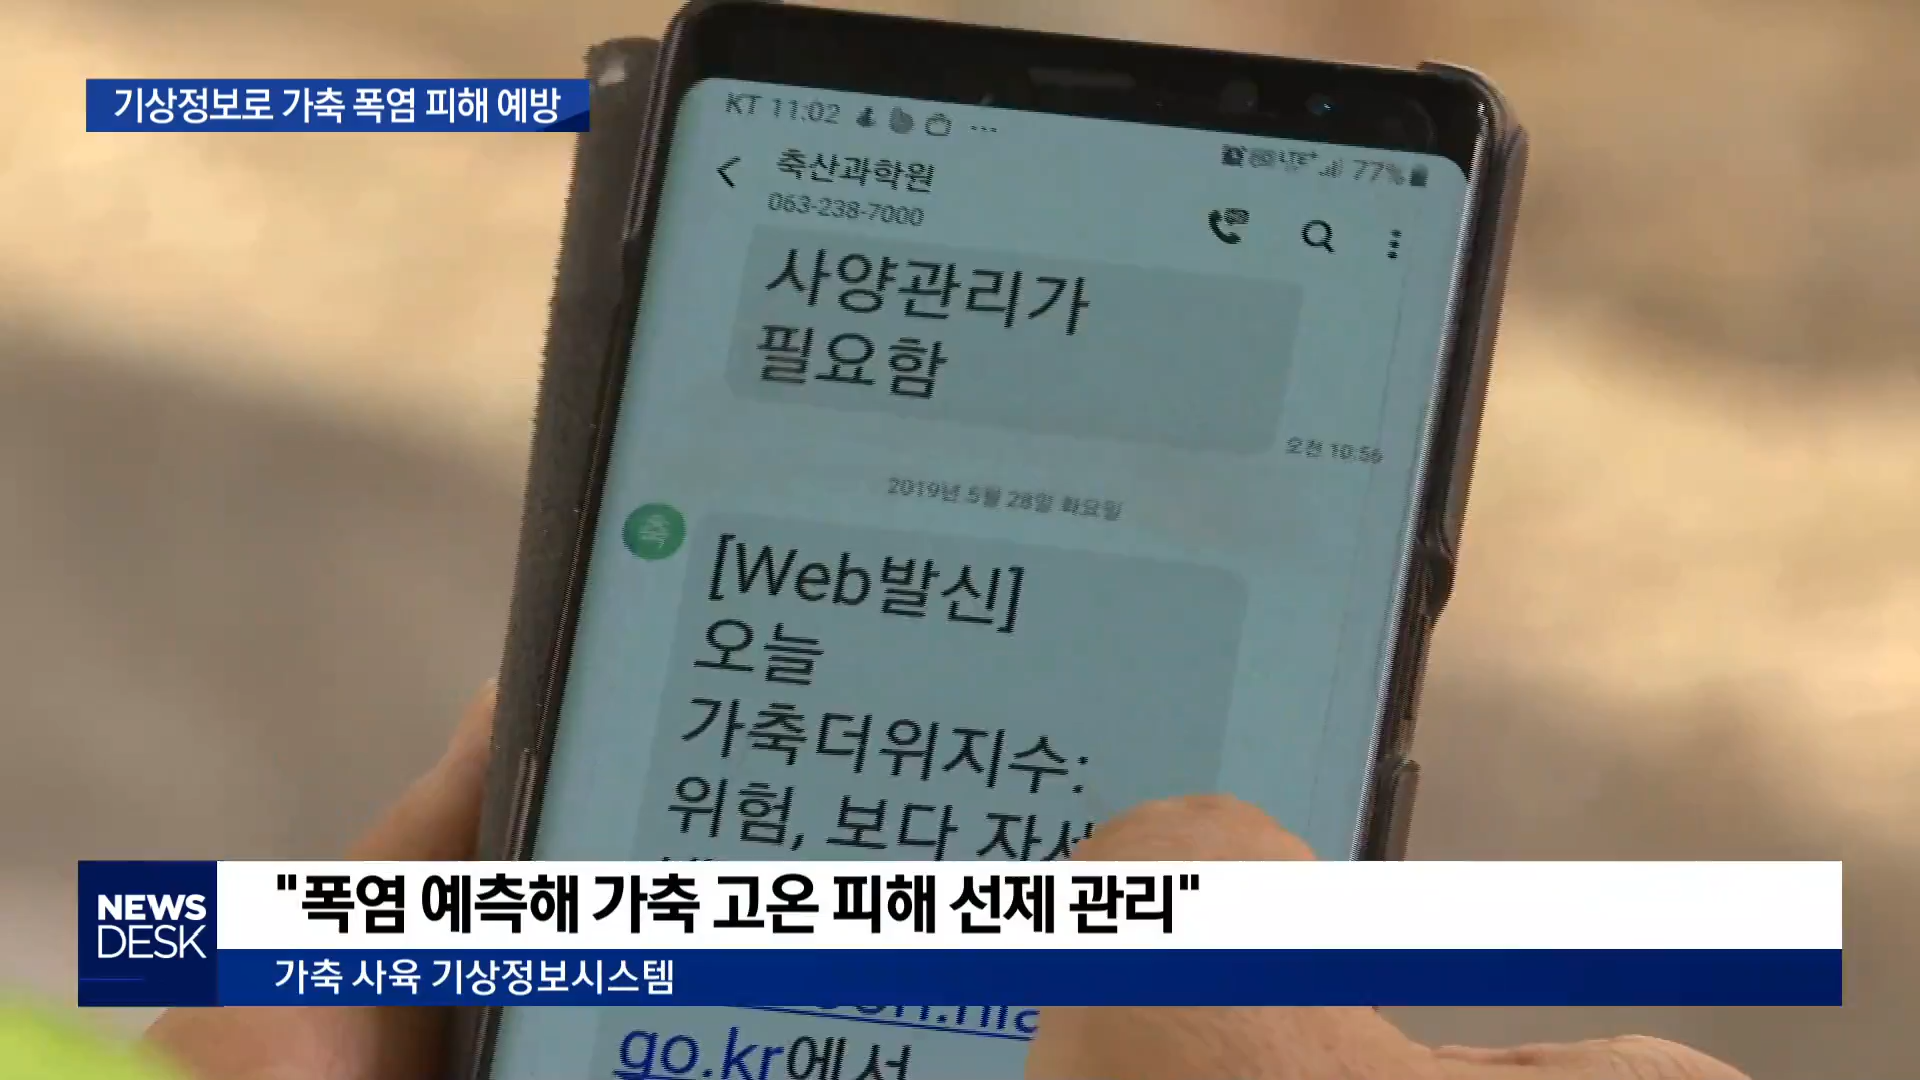 기상정보로 가축 폭염 피해 예방
KT 11:02
77%
축산과학원
063-238-7000
사양관리가
필요함
오전 10:56
2019년 5월 28일 화요일
축
[Web발신]
오늘
가축더위지수:
위험, 보다
NEWS
DESK
"폭염 예측해 가축 고온 피해 선제 관리"
가축 사육 기상정보시스템
go.kr에서